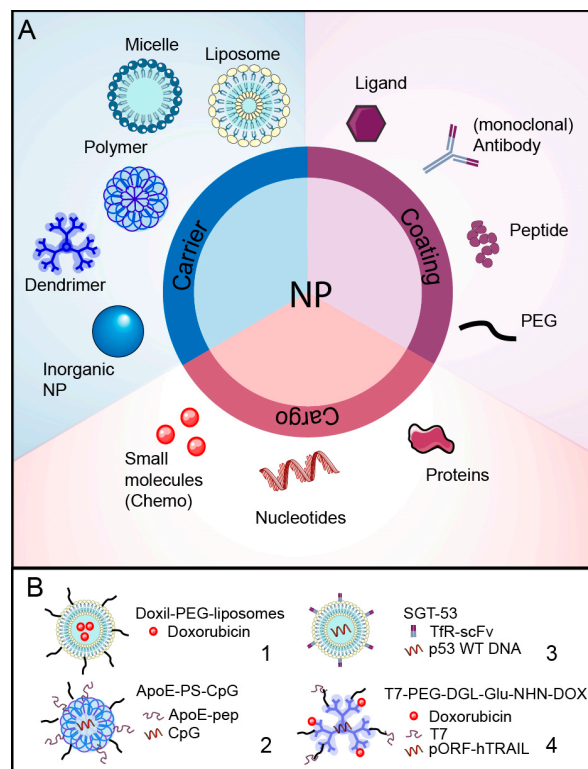 A
Micelle
Liposome
Polymer
Dendrimer
Inorganic
NP
Ligand
(monoclonal)
Antibody
Peptide
PEG
Carrier
Coating
NP
Cargo
Small
molecules
(Chemo)
Nucleotides
Proteins
B
Doxil-PEG-liposomes
Doxorubicin
1
ApoE-PS-CpG
ApoE-pep
CpG
2
SGT-53
TfR-scFv
p53 WT DNA
3
T7-PEG-DGL-Glu-NHN-DOX
Doxorubicin
T7
pORF-hTRAIL
4